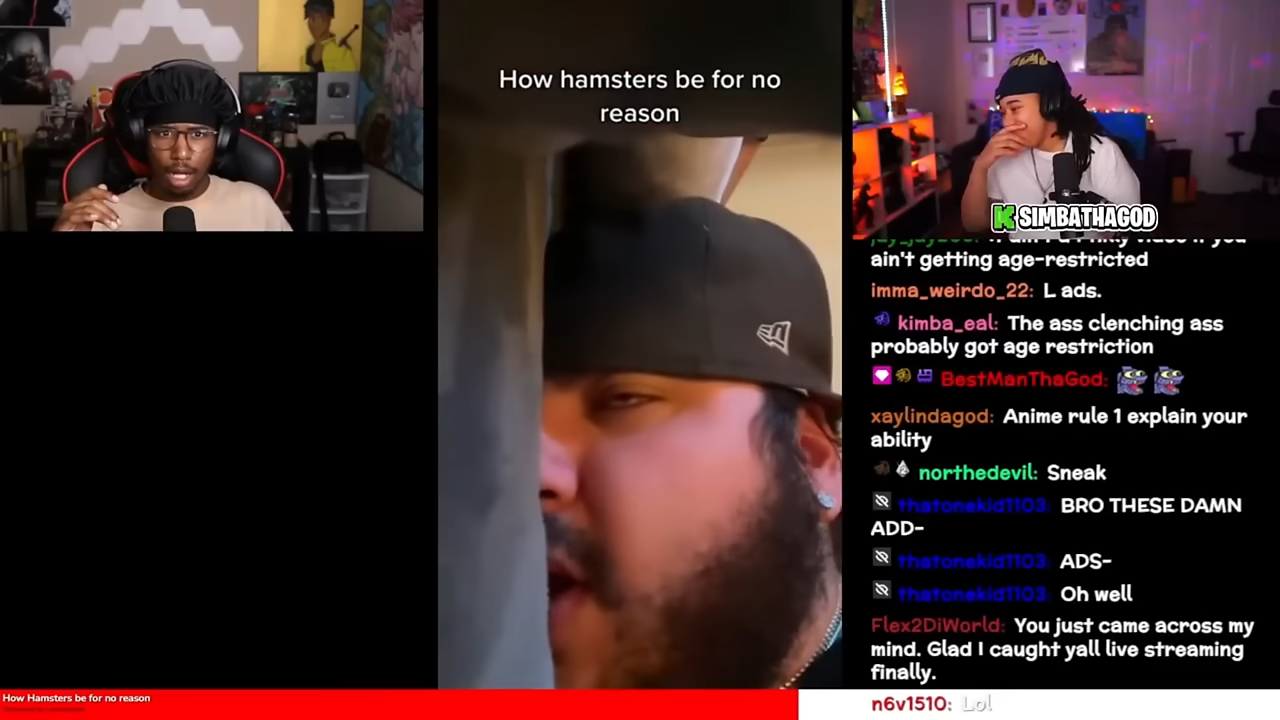 How hamsters be for no
reason
SIMBATHAGOD
ain't getting age-restricted
imma_weirdo_22: L ads.
kimba_eal: The ass clenching ass
probably got age restriction
BestManThaGod:
xaylindagod: Anime rule 1 explain your
ability
northedevil: Sneak
thatonekid1103: BRO THESE DAMN
ADD-
thatonekid1103: ADS-
thatonekid1103: Oh well
Flex2DiWorld: You just came across my
mind. Glad I caught yall live streaming
finally.
How Hamsters be for no reason
n6v1510: Lol